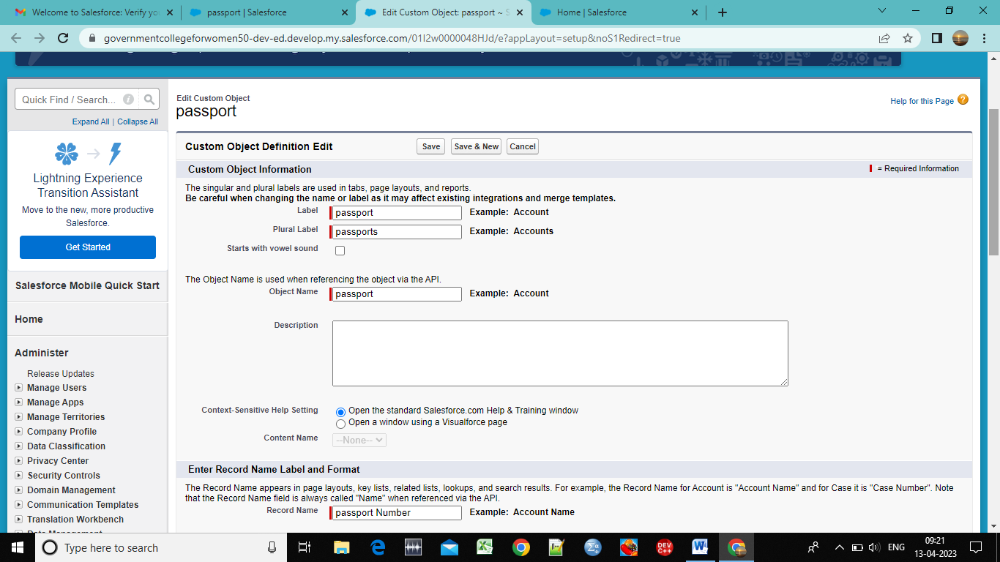 Welcome to Salesforce: Verify yo
passport | Salesforce
Edit Custom Object: passport ~ S
Home | Salesforce
governmentcollegeforwomen50-dev-ed.develop.my.salesforce.com/01I2w0000048HJd/e?appLayout=setup&noS1Redirect=true
Quick Find / Search...
Expand All | Collapse All
Lightning Experience
Transition Assistant
Move to the new, more productive
Salesforce.
Get Started
Salesforce Mobile Quick Start
Home
Administer
Release Updates
Manage Users
Manage Apps
Manage Territories
Company Profile
Data Classification
Privacy Center
Security Controls
Domain Management
Communication Templates
Translation Workbench
Edit Custom Object
passport
Help for this Page
Custom Object Definition Edit Save Save & New Cancel
Custom Object Information = Required Information
The singular and plural labels are used in tabs, page layouts, and reports.
Be careful when changing the name or label as it may affect existing integrations and merge templates.
Label passport Example: Account
Plural Label passports Example: Accounts
Starts with vowel sound
The Object Name is used when referencing the object via the API.
Object Name passport Example: Account
Description
Context-Sensitive Help Setting Open the standard Salesforce.com Help & Training window
Open a window using a Visualforce page
Content Name --None--
Enter Record Name Label and Format
The Record Name appears in page layouts, key lists, related lists, lookups, and search results. For example, the Record Name for Account is "Account Name" and for Case it is "Case Number". Note
that the Record Name field is always called "Name" when referenced via the API.
Record Name passport Number Example: Account Name
Type here to search
DEV
C++
ENG
09:21
13-04-2023